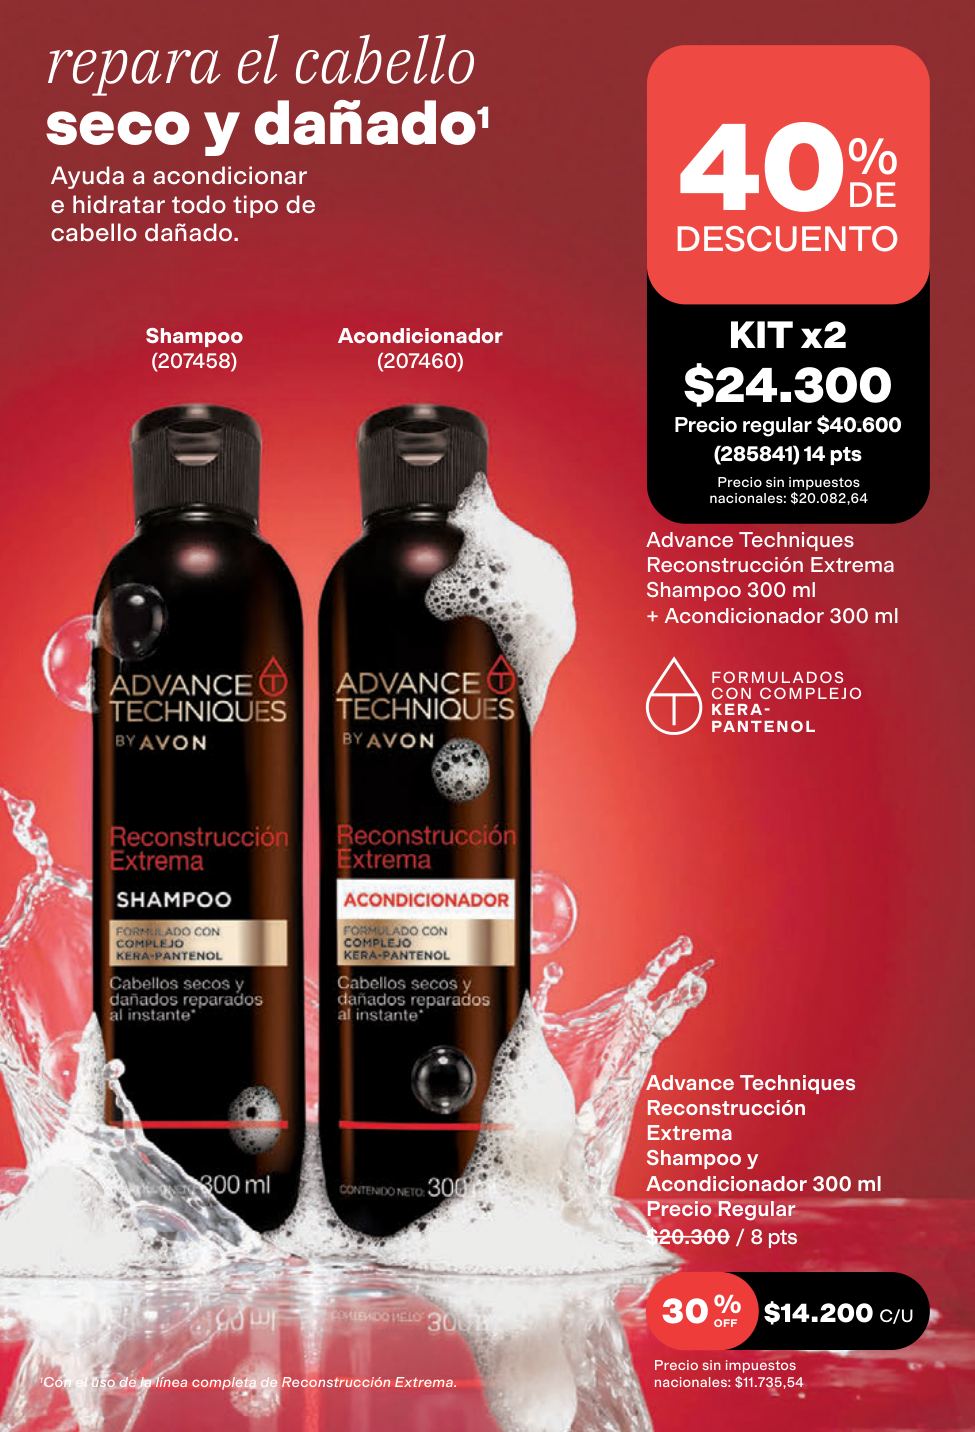 repara el cabello
seco y dañado¹
Ayuda a acondicionar
e hidratar todo tipo de
cabello dañado.
40% DE
DESCUENTO
KIT x2
$24.300
Precio regular $40.600
(285841) 14 pts
Precio sin impuestos
nacionales: $20.082,64
Advance Techniques
Reconstrucción Extrema
Shampoo 300 ml
+ Acondicionador 300 ml
FORMULADOS
CON COMPLEJO
KERA-
PANTENOL
Shampoo
(207458)
Acondicionador
(207460)
ADVANCE
TECHNIQUES
BY AVON
Reconstrucción
Extrema
SHAMPOO
FORMULADO CON
COMPLEJO
KERA-PANTENOL
Cabellos secos y
dañados reparados
al instante*
300 ml
ADVANCE
TECHNIQUES
BY AVON
Reconstrucción
Extrema
ACONDICIONADOR
FORMULADO CON
COMPLEJO
KERA-PANTENOL
Cabellos secos y
dañados reparados
al instante*
CONTENIDO NETO: 300
Advance Techniques
Reconstrucción
Extrema
Shampoo y
Acondicionador 300 ml
Precio Regular
$20.300 / 8 pts
30% OFF $14.200 C/U
Precio sin impuestos
nacionales: $11.735,54
¹Con el uso de la línea completa de Reconstrucción Extrema.